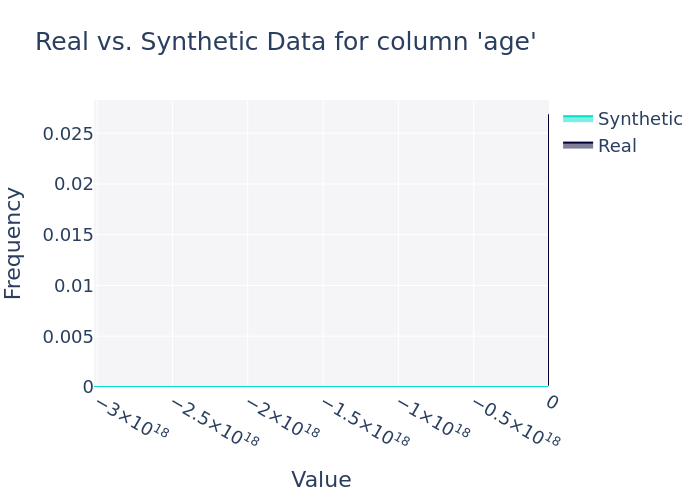 Real vs. Synthetic Data for column 'age'
Synthetic
Real
0.025
0.02
0.015
0.01
0.005
0
−3×10¹⁸
−2.5×10¹⁸
−2×10¹⁸
−1.5×10¹⁸
−1×10¹⁸
−0.5×10¹⁸
0
Frequency
Value